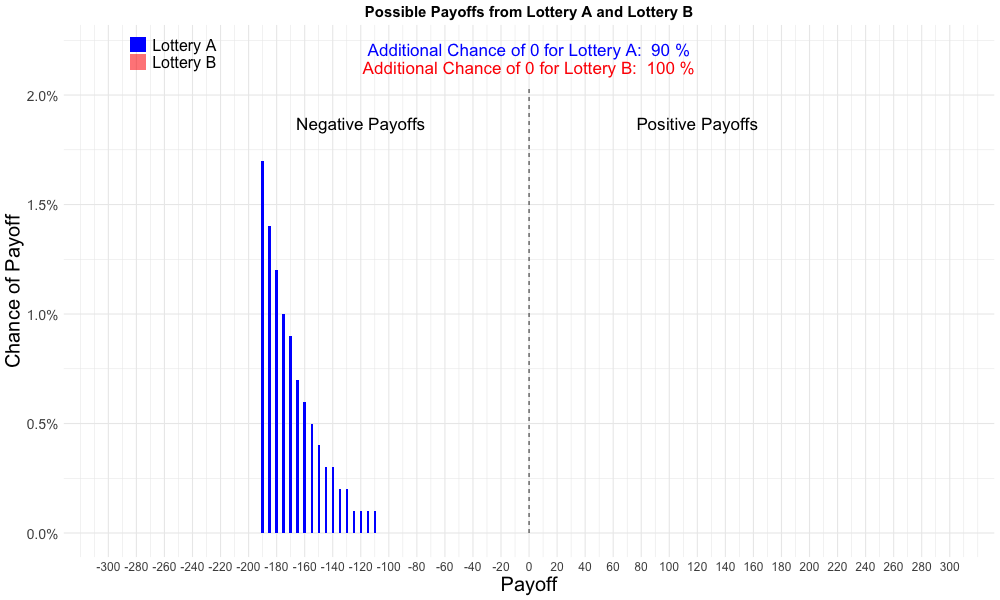 Possible Payoffs from Lottery A and Lottery B
Lottery A
Lottery B
Additional Chance of 0 for Lottery A:  90 %
Additional Chance of 0 for Lottery B:  100 %
Negative Payoffs
Positive Payoffs
Chance of Payoff
2.0%
1.5%
1.0%
0.5%
0.0%
-300 -280 -260 -240 -220 -200 -180 -160 -140 -120 -100 -80 -60 -40 -20 0 20 40 60 80 100 120 140 160 180 200 220 240 260 280 300
Payoff